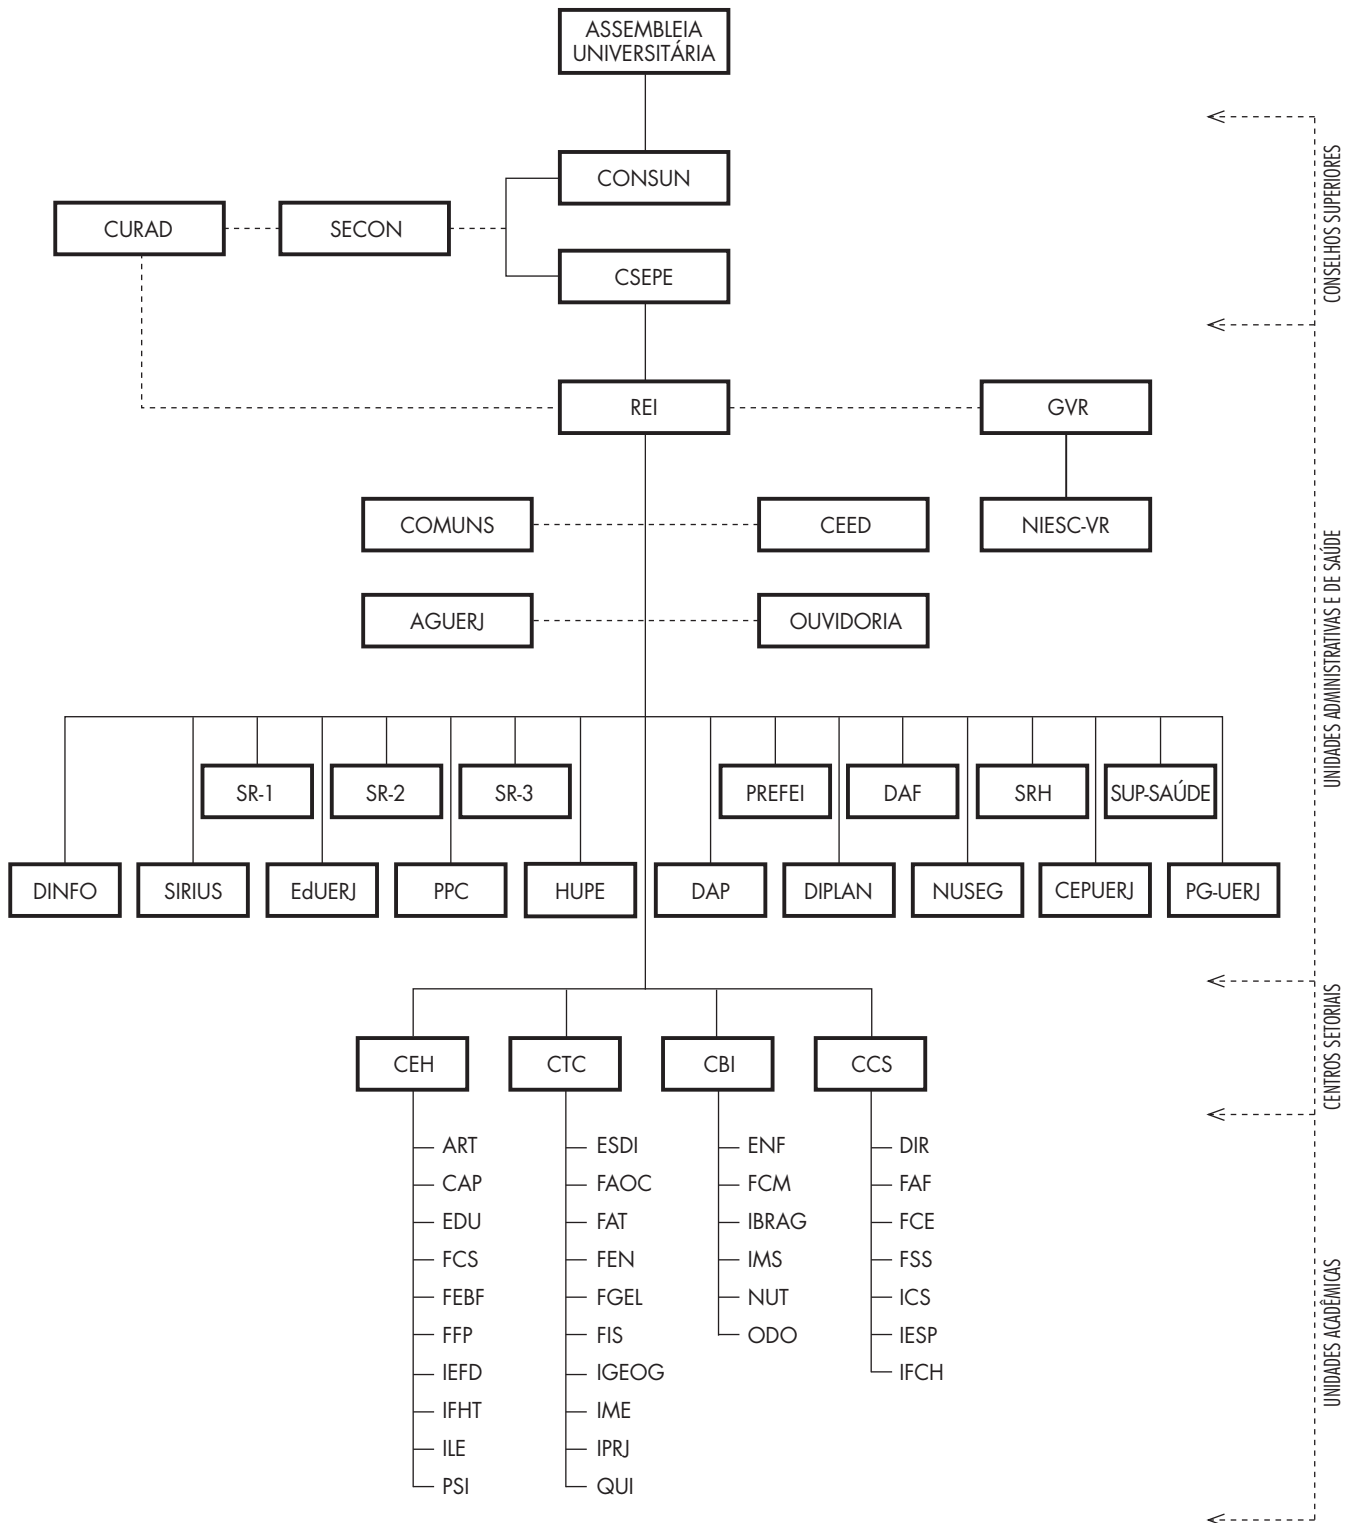 ASSEMBLEIA
UNIVERSITÁRIA
CONSUN
CURAD
SECON
CSEPE
REI
GVR
COMUNS
CEED
NIESC-VR
AGUERJ
OUVIDORIA
SR-1
SR-2
SR-3
PREFEI
DAF
SRH
SUP-SAÚDE
DINFO
SIRIUS
EdUERJ
PPC
HUPE
DAP
DIPLAN
NUSEG
CEPUERJ
PG-UERJ
CEH
CTC
CBI
CCS
ART
CAP
EDU
FCS
FEBF
FFP
IEFD
IFHT
ILE
PSI
ESDI
FAOC
FAT
FEN
FGEL
FIS
IGEOG
IME
IPRJ
QUI
ENF
FCM
IBRAG
IMS
NUT
ODO
DIR
FAF
FCE
FSS
ICS
IESP
IFCH
CONSELHOS SUPERIORES
UNIDADES ADMINISTRATIVAS E DE SAÚDE
CENTROS SETORIAIS
UNIDADES ACADÊMICAS